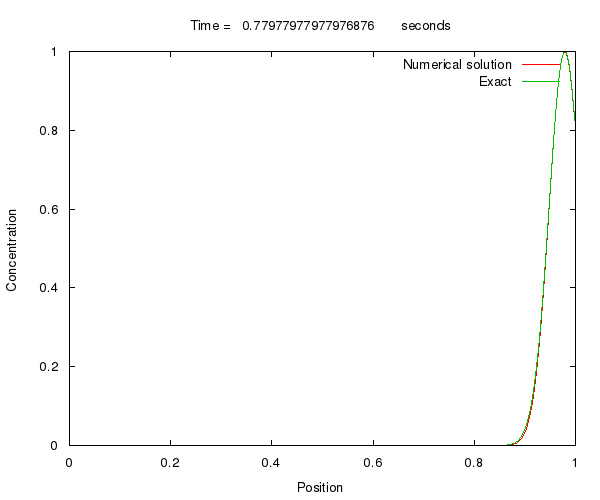 Time = 0.77977977977976876 seconds
Numerical solution
Exact
Concentration
1
0.8
0.6
0.4
0.2
0
0 0.2 0.4 0.6 0.8 1
Position